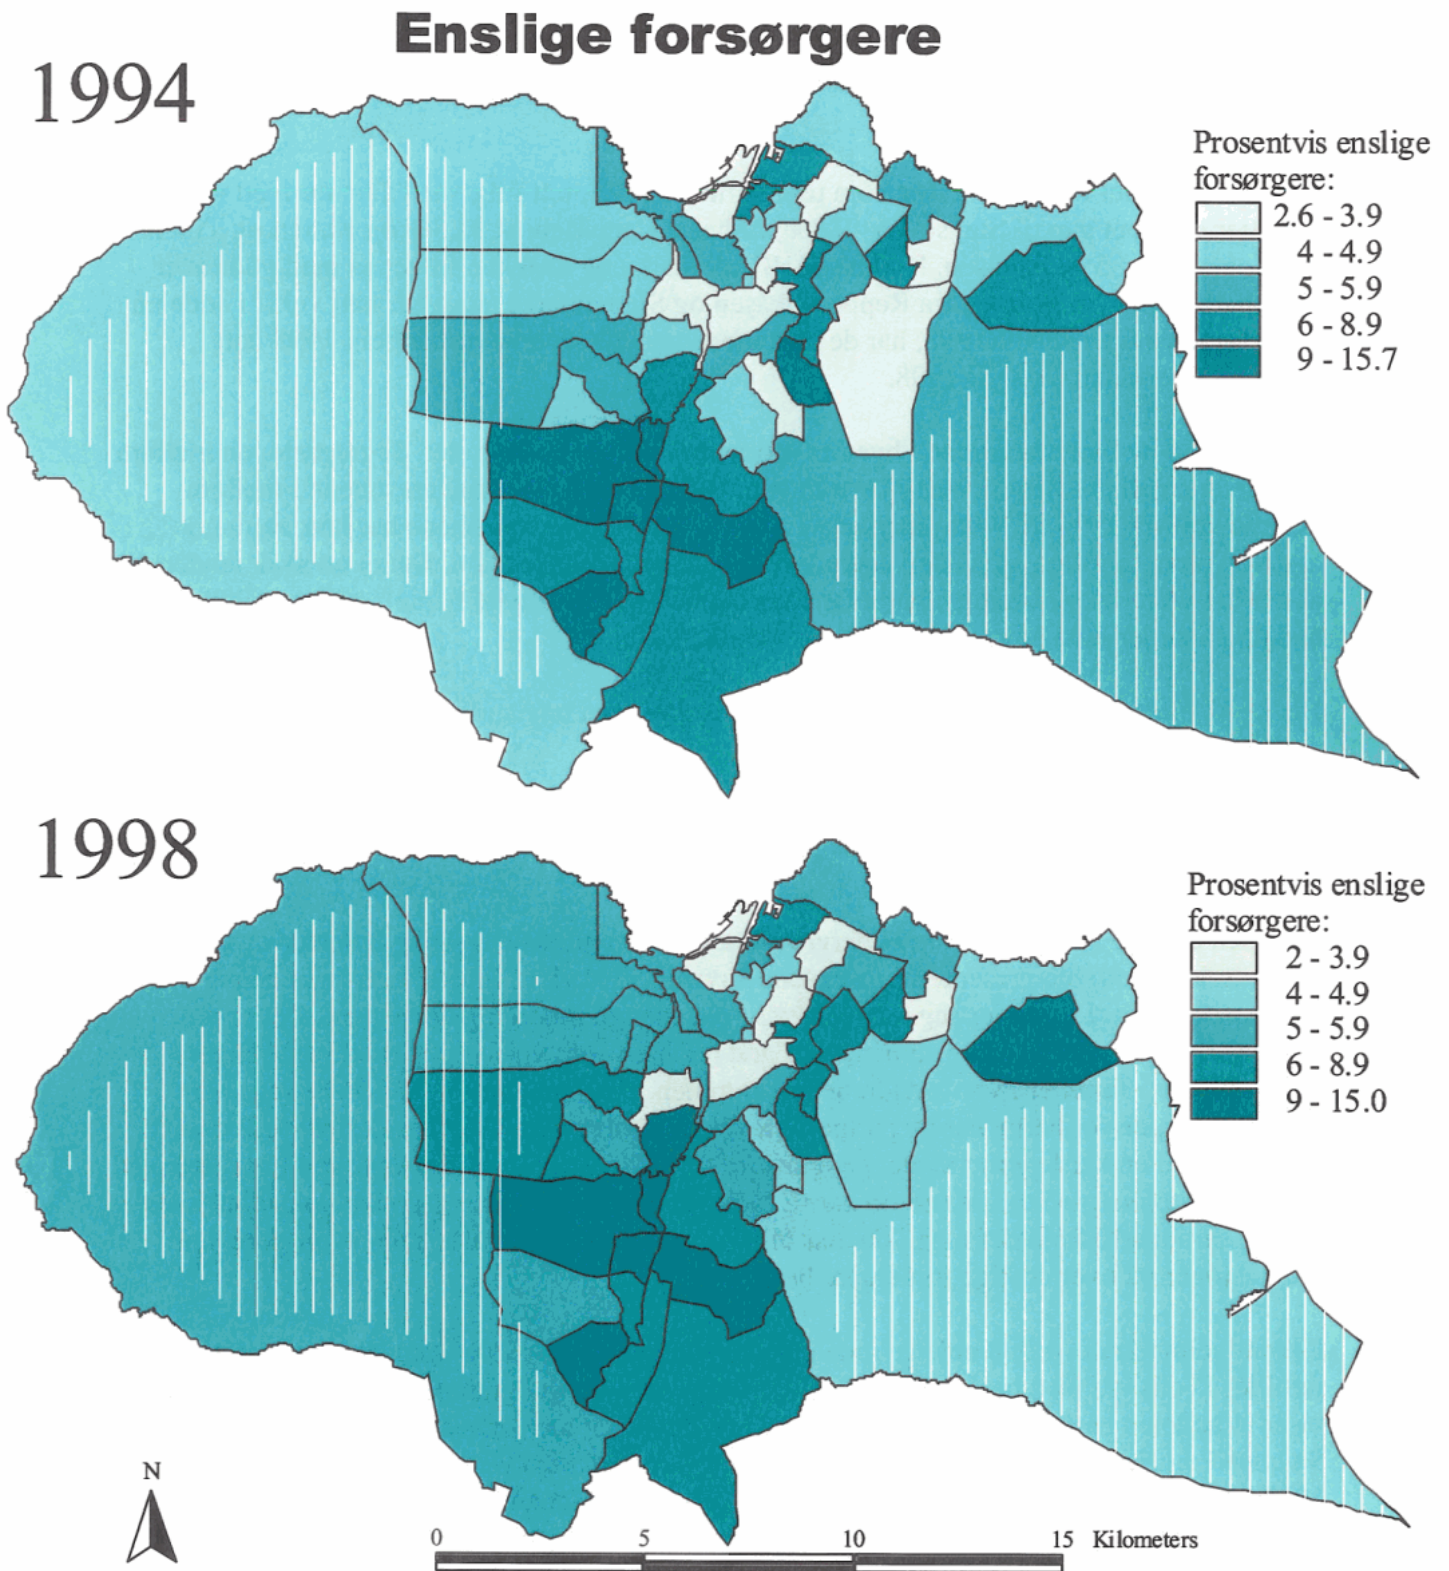 Enslige forsørgere
1994
Prosentvis enslige
forsørgere:
2.6 - 3.9
4 - 4.9
5 - 5.9
6 - 8.9
9 - 15.7
1998
Prosentvis enslige
forsørgere:
2 - 3.9
4 - 4.9
5 - 5.9
6 - 8.9
9 - 15.0
7
N
0 5 10 15 Kilometers